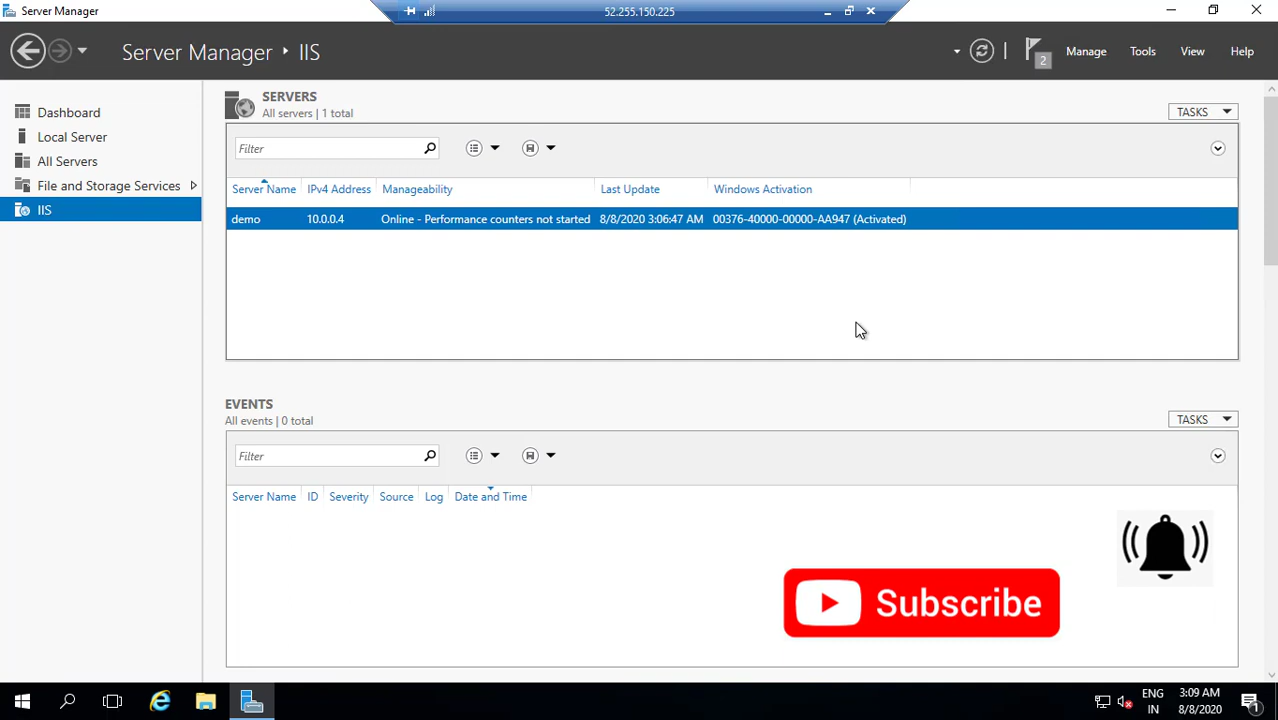 Server Manager
52.255.150.225
Server Manager ‣ IIS
2
Manage
Tools
View
Help
Dashboard
Local Server
All Servers
File and Storage Services
IIS
SERVERS
All servers | 1 total
TASKS
Filter
Server Name
IPv4 Address
Manageability
Last Update
Windows Activation
demo
10.0.0.4
Online - Performance counters not started
8/8/2020 3:06:47 AM
00376-40000-00000-AA947 (Activated)
EVENTS
All events | 0 total
TASKS
Filter
Server Name
ID
Severity
Source
Log
Date and Time
Subscribe
ENG
IN
3:09 AM
8/8/2020
1